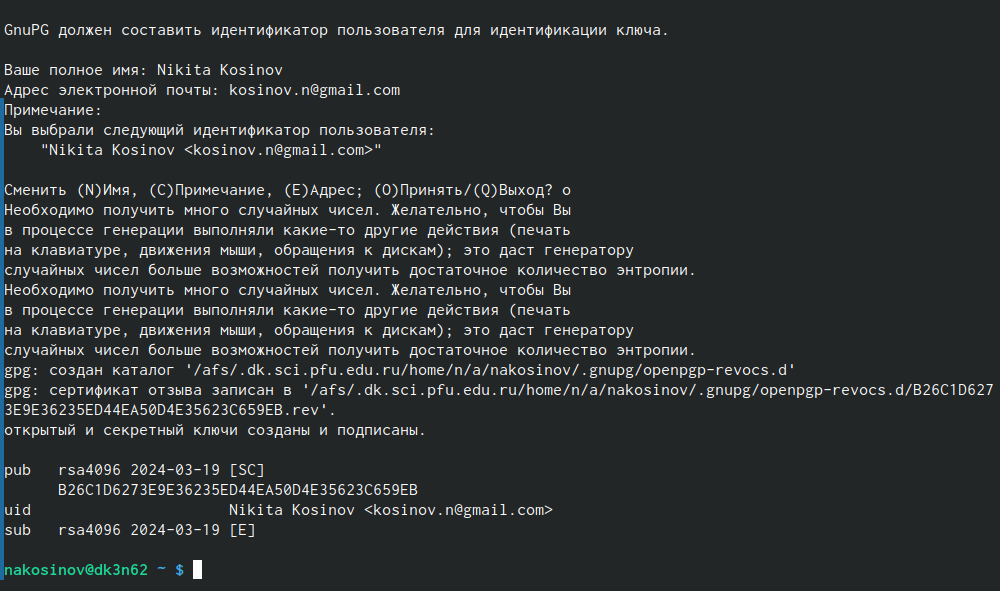 GnuPG должен составить идентификатор пользователя для идентификации ключа.
Ваше полное имя: Nikita Kosinov
Адрес электронной почты: kosinov.n@gmail.com
Примечание:
Вы выбрали следующий идентификатор пользователя:
"Nikita Kosinov <kosinov.n@gmail.com>"
Сменить (N)Имя, (C)Примечание, (E)Адрес; (O)Принять/(Q)Выход? o
Необходимо получить много случайных чисел. Желательно, чтобы Вы
в процессе генерации выполняли какие-то другие действия (печать
на клавиатуре, движения мыши, обращения к дискам); это даст генератору
случайных чисел больше возможностей получить достаточное количество энтропии.
Необходимо получить много случайных чисел. Желательно, чтобы Вы
в процессе генерации выполняли какие-то другие действия (печать
на клавиатуре, движения мыши, обращения к дискам); это даст генератору
случайных чисел больше возможностей получить достаточное количество энтропии.
gpg: создан каталог '/afs/.dk.sci.pfu.edu.ru/home/n/a/nakosinov/.gnupg/openpgp-revocs.d'
gpg: сертификат отзыва записан в '/afs/.dk.sci.pfu.edu.ru/home/n/a/nakosinov/.gnupg/openpgp-revocs.d/B26C1D627
3E9E36235ED44EA50D4E35623C659EB.rev'.
открытый и секретный ключи созданы и подписаны.
pub   rsa4096 2024-03-19 [SC]
B26C1D6273E9E36235ED44EA50D4E35623C659EB
uid                      Nikita Kosinov <kosinov.n@gmail.com>
sub   rsa4096 2024-03-19 [E]
nakosinov@dk3n62 ~ $